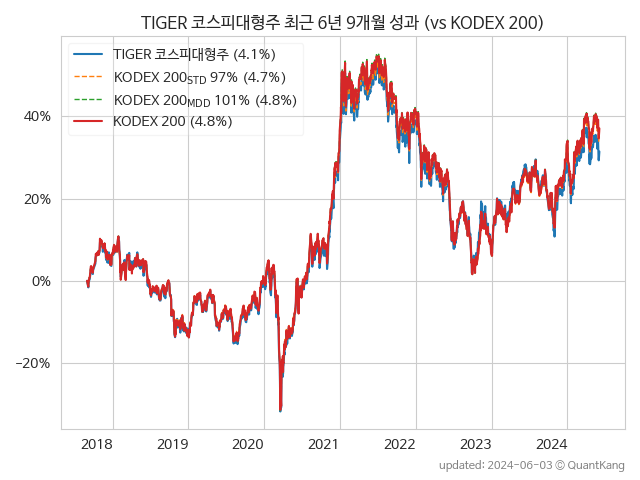 TIGER 코스피대형주 최근 6년 9개월 성과 (vs KODEX 200)
TIGER 코스피대형주 (4.1%)
KODEX 200STD 97% (4.7%)
KODEX 200MDD 101% (4.8%)
KODEX 200 (4.8%)
40%
20%
0%
−20%
2018 2019 2020 2021 2022 2023 2024
updated: 2024-06-03 © QuantKang